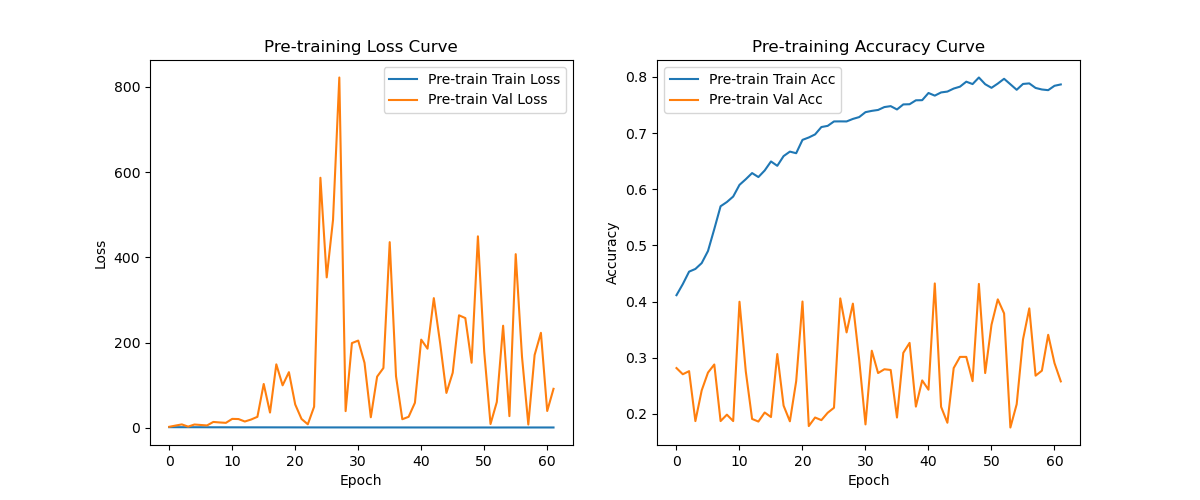 Pre-training Loss Curve
Pre-train Train Loss
Pre-train Val Loss
800
600
400
200
0
Loss
0 10 20 30 40 50 60
Epoch
Pre-training Accuracy Curve
Pre-train Train Acc
Pre-train Val Acc
0.8
0.7
0.6
0.5
0.4
0.3
0.2
Accuracy
0 10 20 30 40 50 60
Epoch